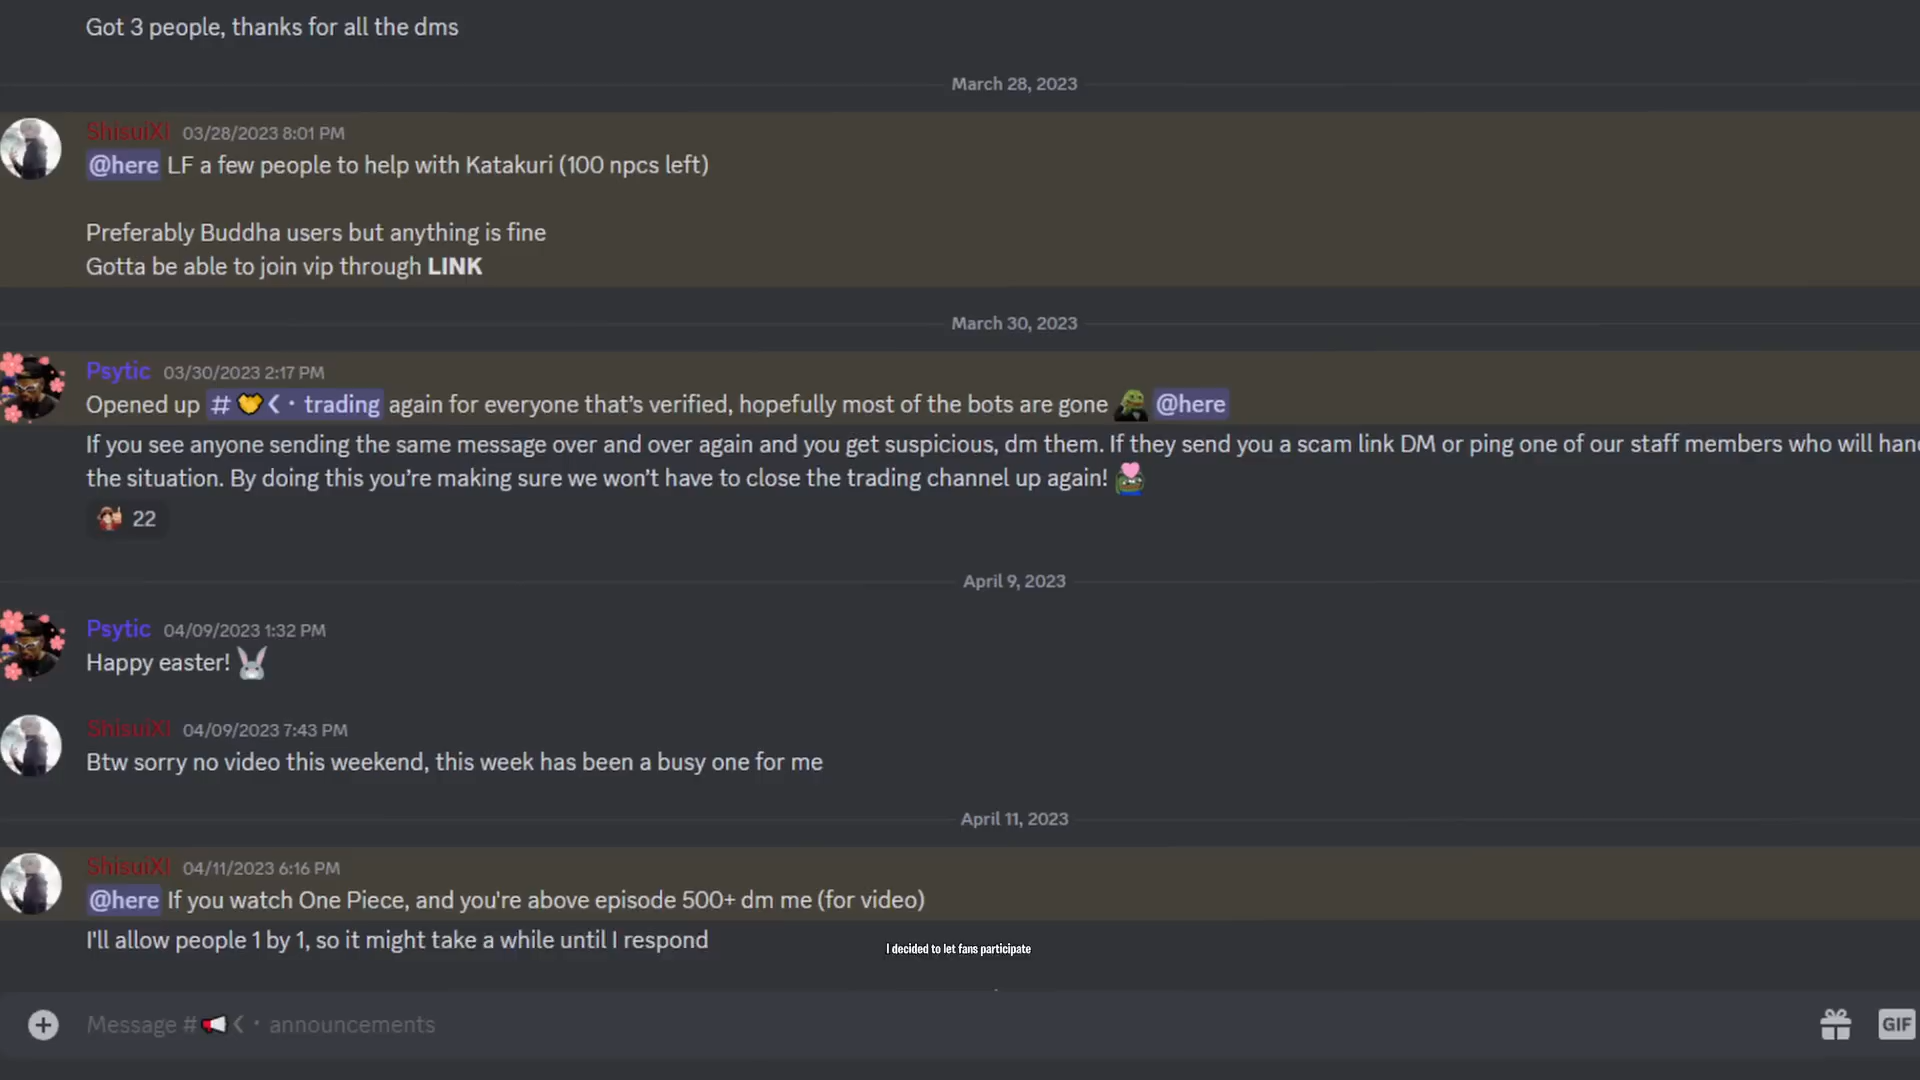 Got 3 people, thanks for all the dms
March 28, 2023
ShisuiXI 03/28/2023 8:01 PM
@here LF a few people to help with Katakuri (100 npcs left)
Preferably Buddha users but anything is fine
Gotta be able to join vip through LINK
March 30, 2023
Psytic 03/30/2023 2:17 PM
Opened up # · trading again for everyone that’s verified, hopefully most of the bots are gone @here
If you see anyone sending the same message over and over again and you get suspicious, dm them. If they send you a scam link DM or ping one of our staff members who will han
the situation. By doing this you’re making sure we won’t have to close the trading channel up again!
22
April 9, 2023
Psytic 04/09/2023 1:32 PM
Happy easter!
ShisuiXI 04/09/2023 7:43 PM
Btw sorry no video this weekend, this week has been a busy one for me
April 11, 2023
ShisuiXI 04/11/2023 6:16 PM
@here If you watch One Piece, and you're above episode 500+ dm me (for video)
I'll allow people 1 by 1, so it might take a while until I respond
I decided to let fans participate
Message # · announcements
GIF